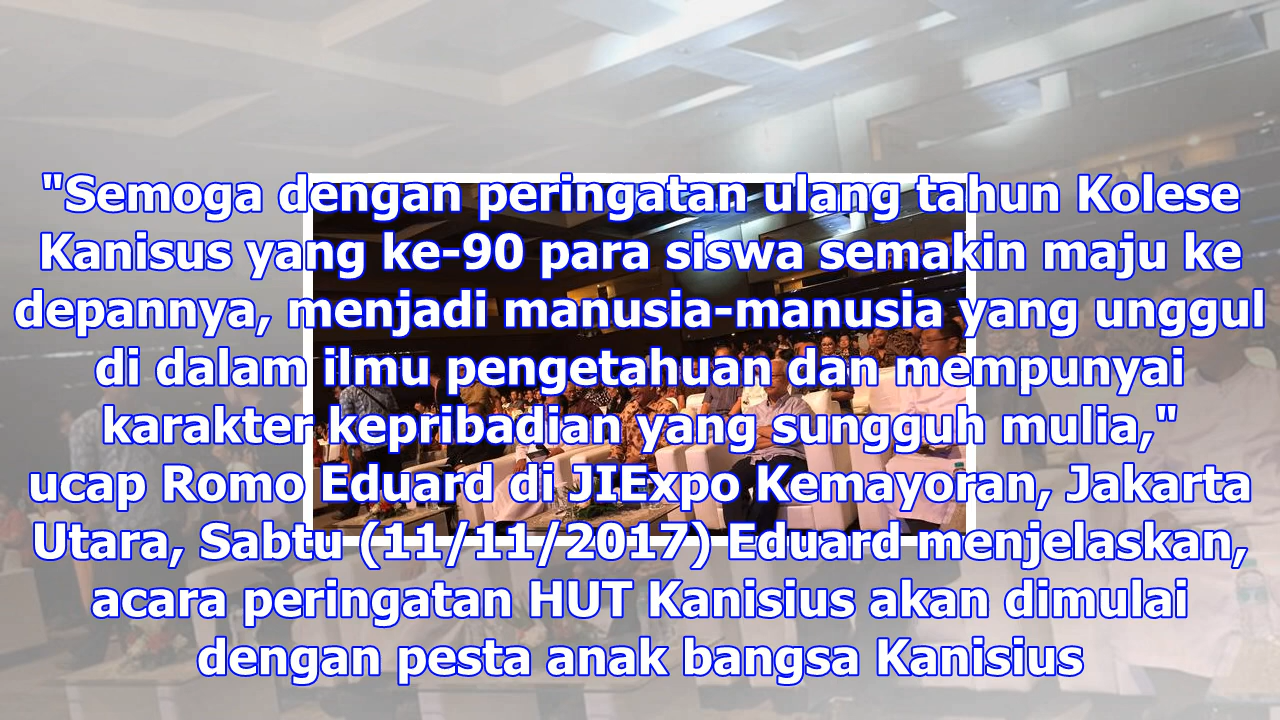 "Semoga dengan peringatan ulang tahun Kolese
Kanisus yang ke-90 para siswa semakin maju ke
depannya, menjadi manusia-manusia yang unggul
di dalam ilmu pengetahuan dan mempunyai
karakter kepribadian yang sungguh mulia,"
ucap Romo Eduard di JIExpo Kemayoran, Jakarta
Utara, Sabtu (11/11/2017) Eduard menjelaskan,
acara peringatan HUT Kanisius akan dimulai
dengan pesta anak bangsa Kanisius